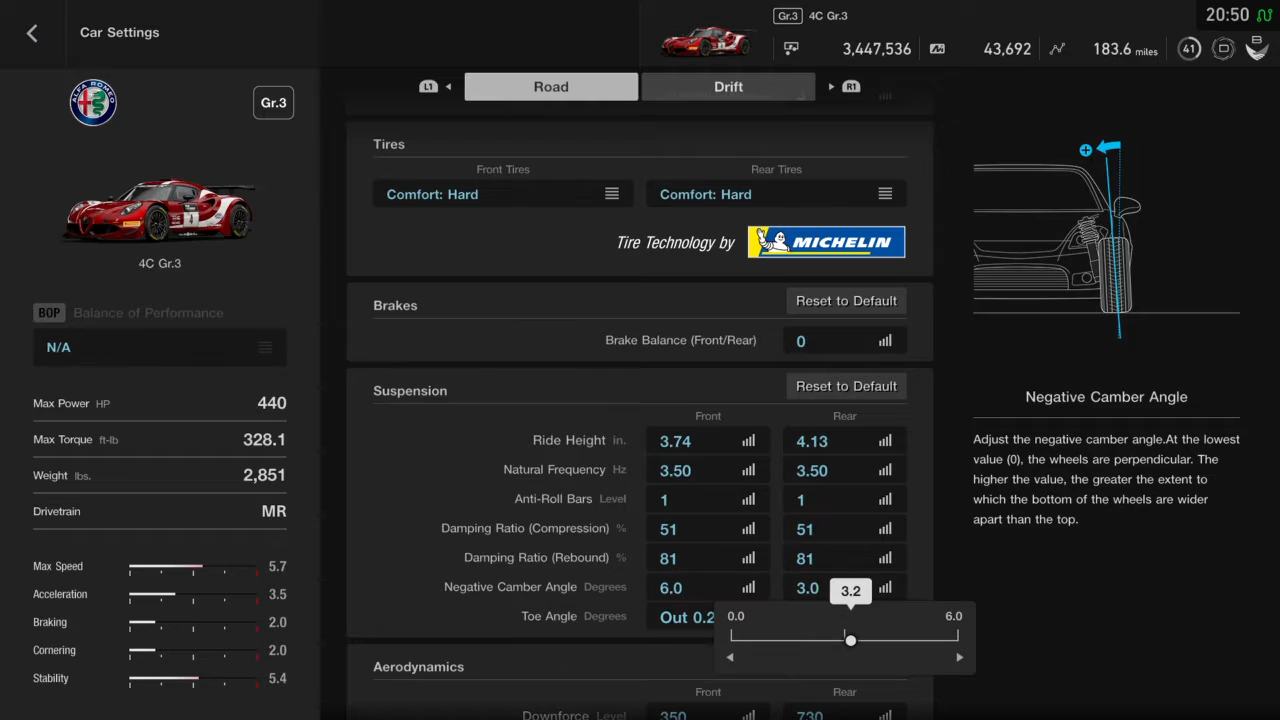 Car Settings
Gr.3 4C Gr.3
20:50
3,447,536 43,692 183.6 miles 41 B
ALFA ROMEO
Gr.3
4C Gr.3
BOP Balance of Performance
N/A
Max Power HP 440
Max Torque ft-lb 328.1
Weight lbs. 2,851
Drivetrain MR
Max Speed 5.7
Acceleration 3.5
Braking 2.0
Cornering 2.0
Stability 5.4
L1 Road Drift R1
Tires
Front Tires Rear Tires
Comfort: Hard Comfort: Hard
Tire Technology by MICHELIN
Brakes Reset to Default
Brake Balance (Front/Rear) 0
Suspension Reset to Default
Front Rear
Ride Height in. 3.74 4.13
Natural Frequency Hz 3.50 3.50
Anti-Roll Bars Level 1 1
Damping Ratio (Compression) % 51 51
Damping Ratio (Rebound) % 81 81
Negative Camber Angle Degrees 6.0 3.0
3.2
Toe Angle Degrees Out 0.2
0.0 6.0
Aerodynamics
Front Rear
Downforce Level 350 730
Negative Camber Angle
Adjust the negative camber angle.At the lowest
value (0), the wheels are perpendicular. The
higher the value, the greater the extent to
which the bottom of the wheels are wider
apart than the top.